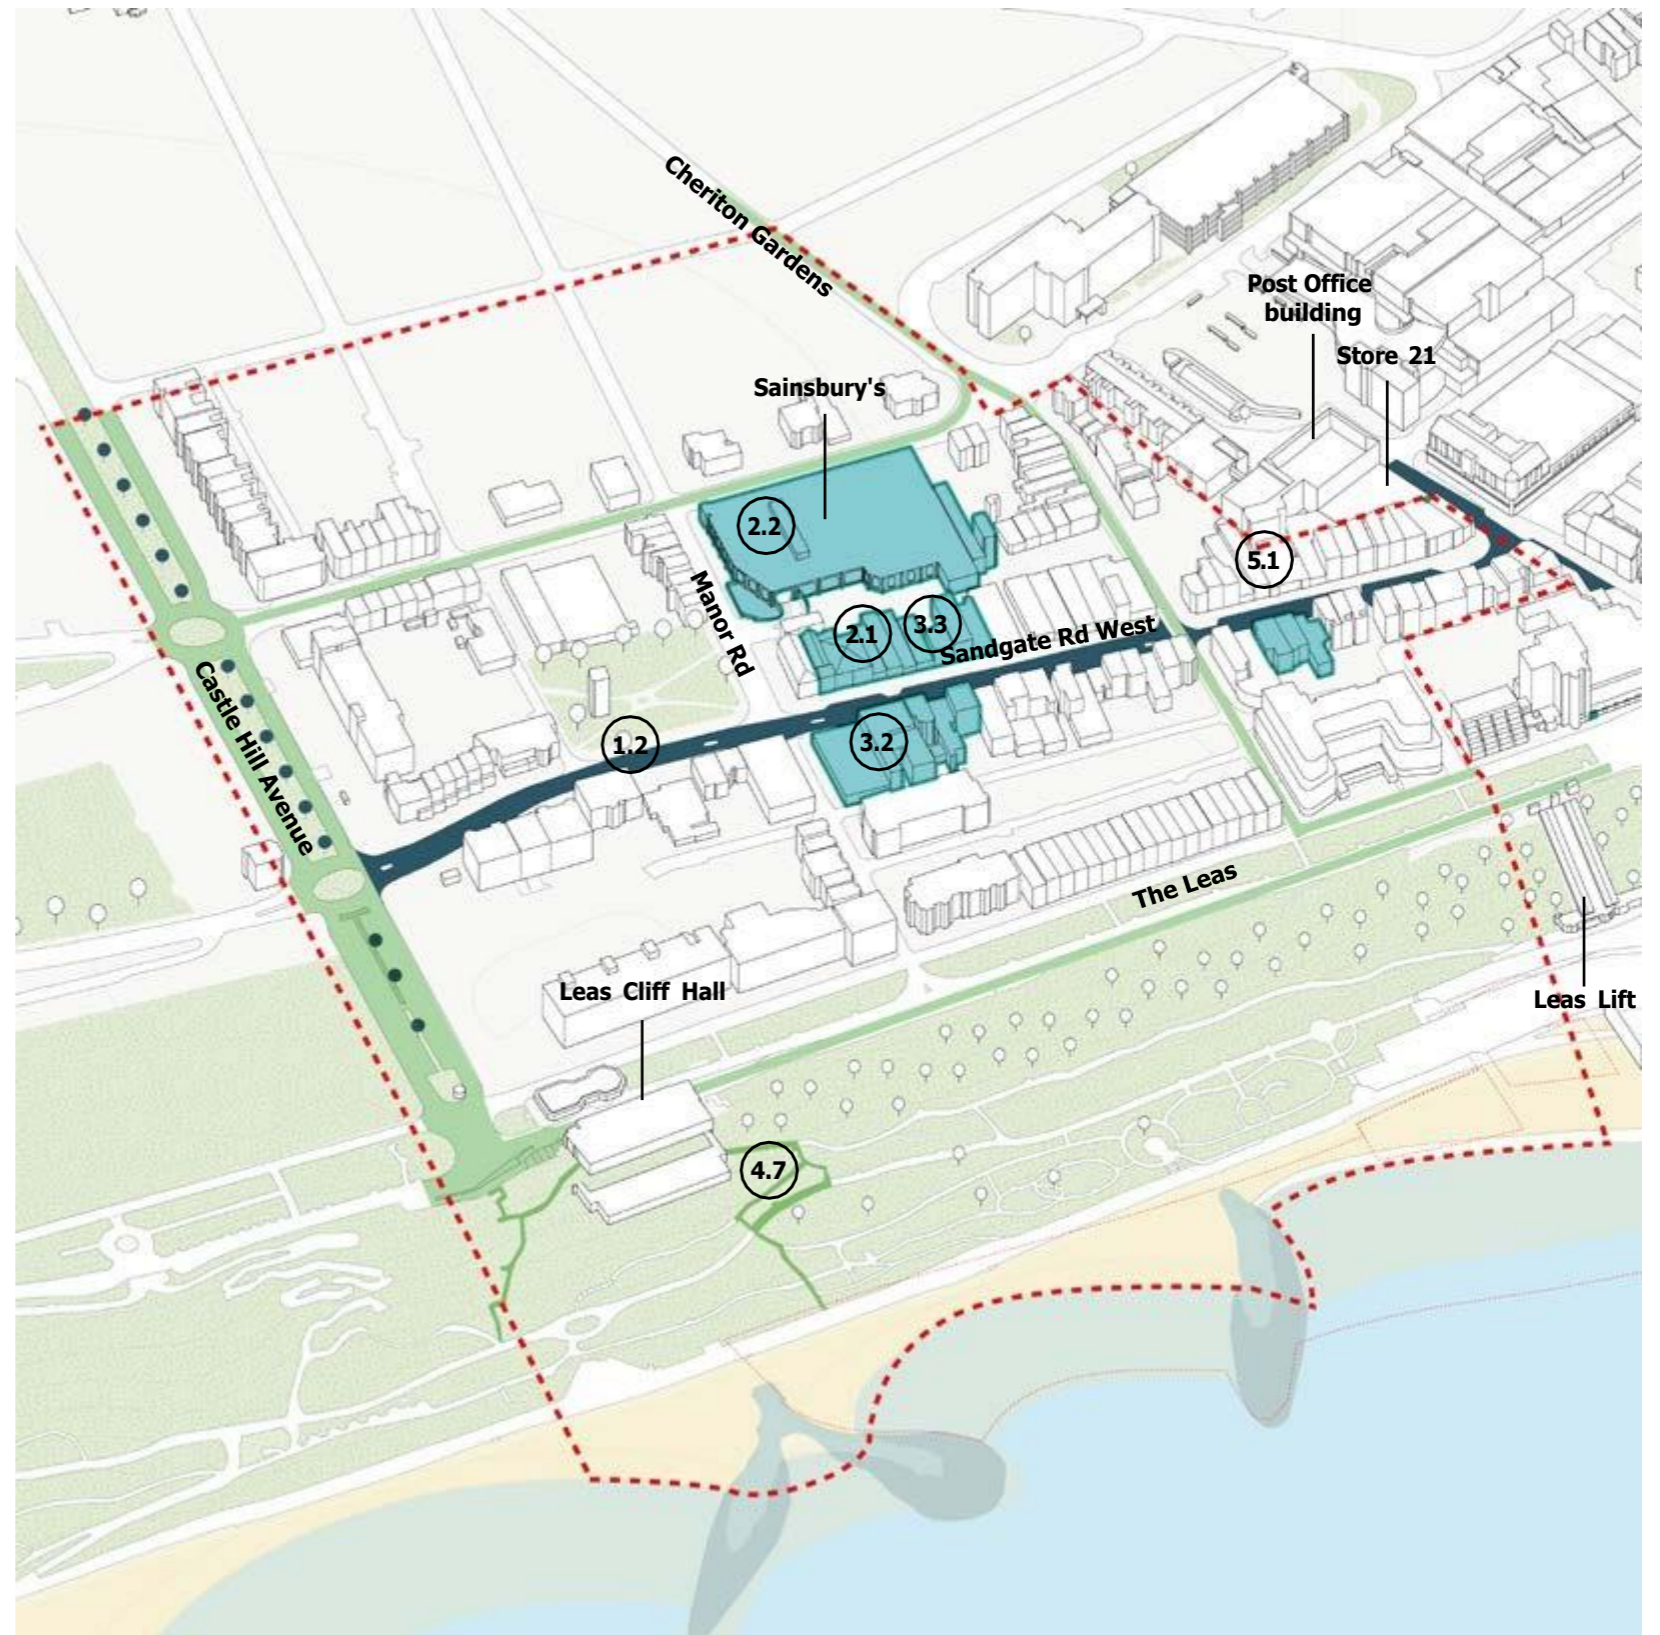 Cheriton Gardens
Post Office
building
Store 21
Sainsbury's
2.2
5.1
Manor Rd
2.1
3.3
Sandgate Rd West
Castle Hill Avenue
1.2
3.2
The Leas
Leas Cliff Hall
Leas Lift
4.7